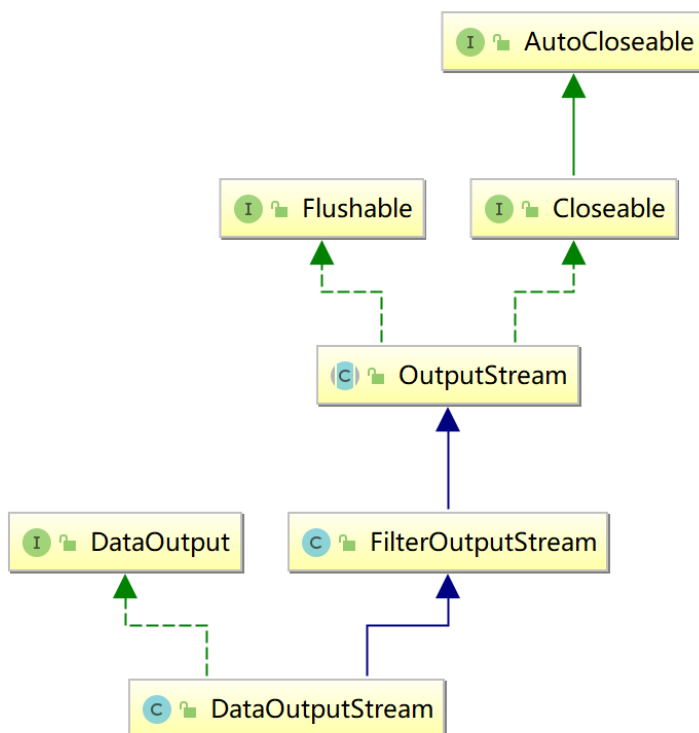 I AutoCloseable
I Flushable
I Closeable
C OutputStream
I DataOutput
C FilterOutputStream
C DataOutputStream